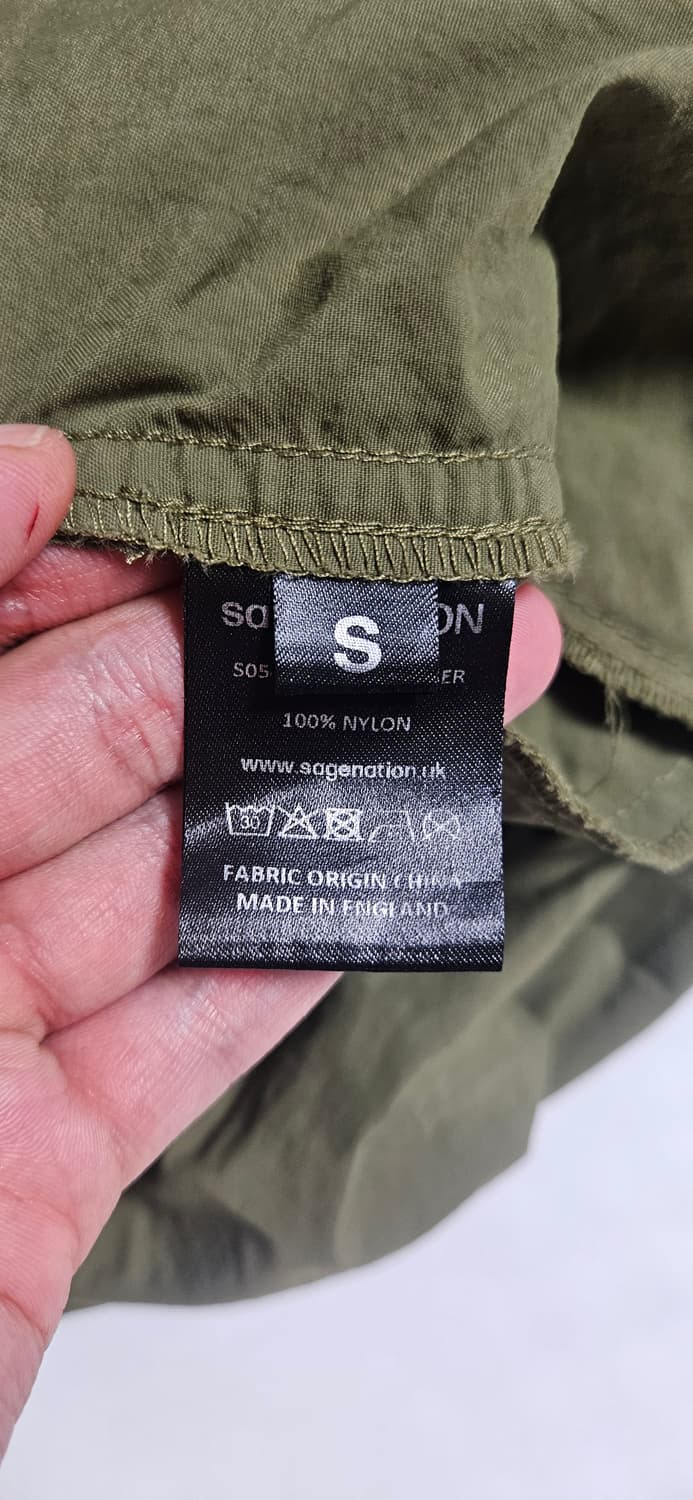 S
100% NYLON
www.sagenation.uk
30
FABRIC ORIGIN CHINA
MADE IN ENGLAND